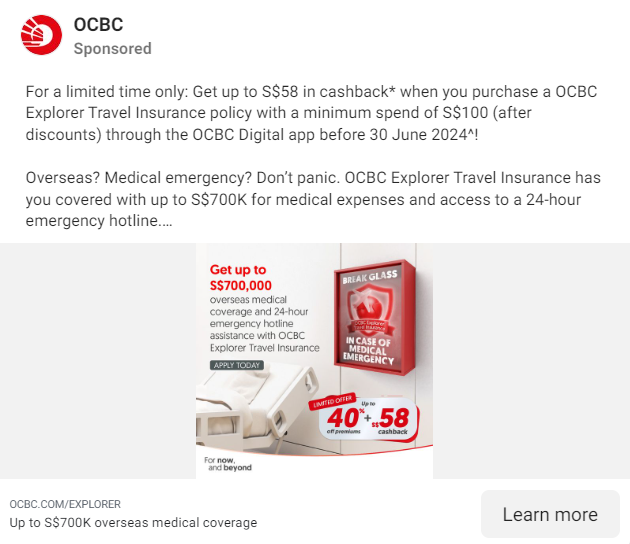 OCBC
Sponsored
For a limited time only: Get up to S$58 in cashback* when you purchase a OCBC
Explorer Travel Insurance policy with a minimum spend of S$100 (after
discounts) through the OCBC Digital app before 30 June 2024^!
Overseas? Medical emergency? Don’t panic. OCBC Explorer Travel Insurance has
you covered with up to S$700K for medical expenses and access to a 24-hour
emergency hotline....
Get up to
S$700,000
overseas medical
coverage and 24-hour
emergency hotline
assistance with OCBC
Explorer Travel Insurance
APPLY TODAY
BREAK GLASS
OCBC Explorer
Travel Insurance
IN CASE OF
MEDICAL
EMERGENCY
LIMITED OFFER
Up to
40% + S$58
off premiums cashback
For now,
and beyond
OCBC.COM/EXPLORER
Up to S$700K overseas medical coverage
Learn more